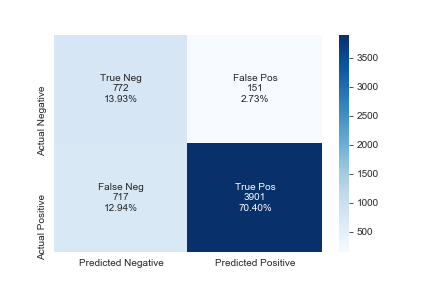 True Neg
772
13.93%
False Pos
151
2.73%
False Neg
717
12.94%
True Pos
3901
70.40%
Actual Negative
Actual Positive
Predicted Negative
Predicted Positive
3500
3000
2500
2000
1500
1000
500